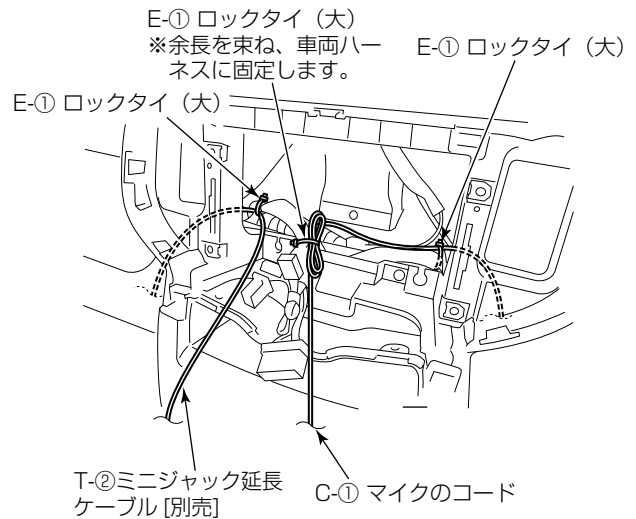 E-① ロックタイ（大）
※余長を束ね、車両ハー
ネスに固定します。
E-① ロックタイ（大）
E-① ロックタイ（大）
T-②ミニジャック延長
ケーブル [別売]
C-① マイクのコード